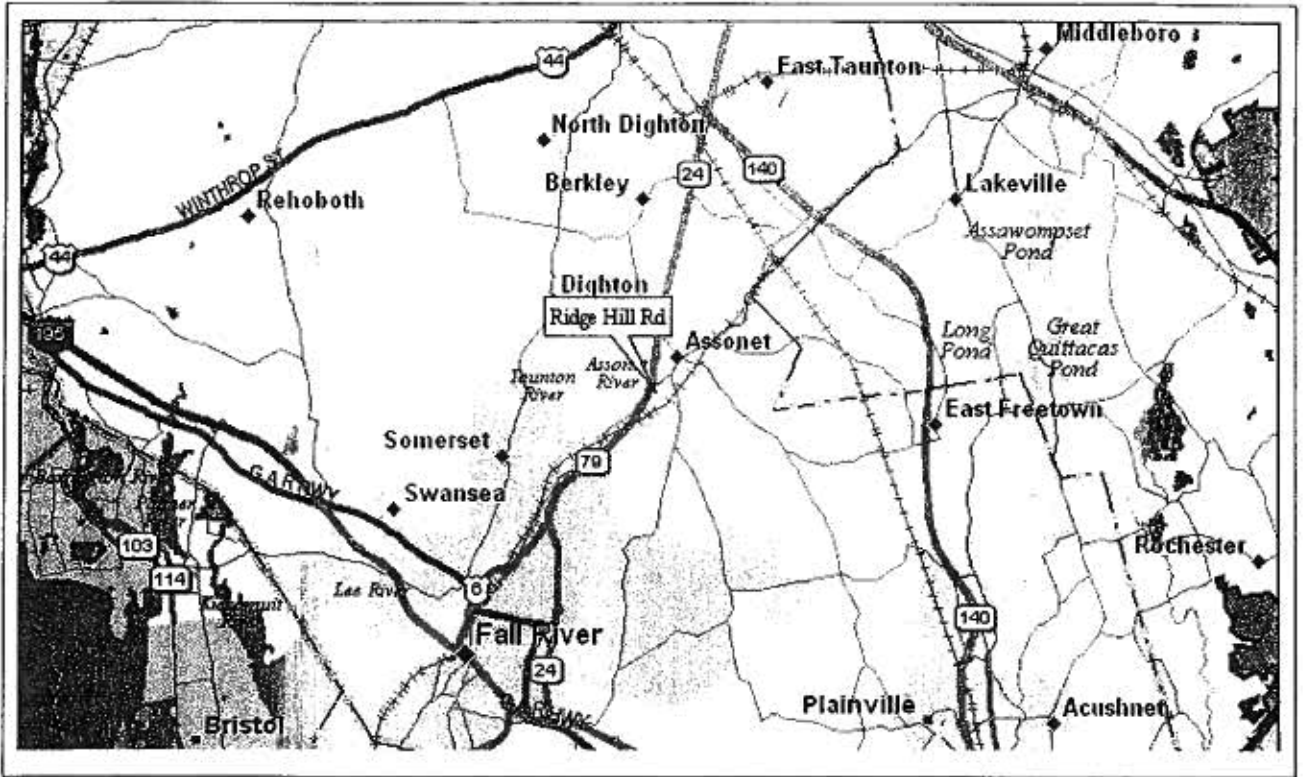 Middleboro
44
East Taunton
North Dighton
24
140
WINTHROP ST
Rehoboth
Berkley
Lakeville
Assawompset
Pond
44
Dighton
Ridge Hill Rd
195
Assonet
Long
Pond
Great
Quittacas
Pond
Taunton
River
River
East Freetown
Somerset
79
Swansea
103
114
Rochester
Lee River
6
140
Fall River
24
Plainville
Acushnet
Bristol